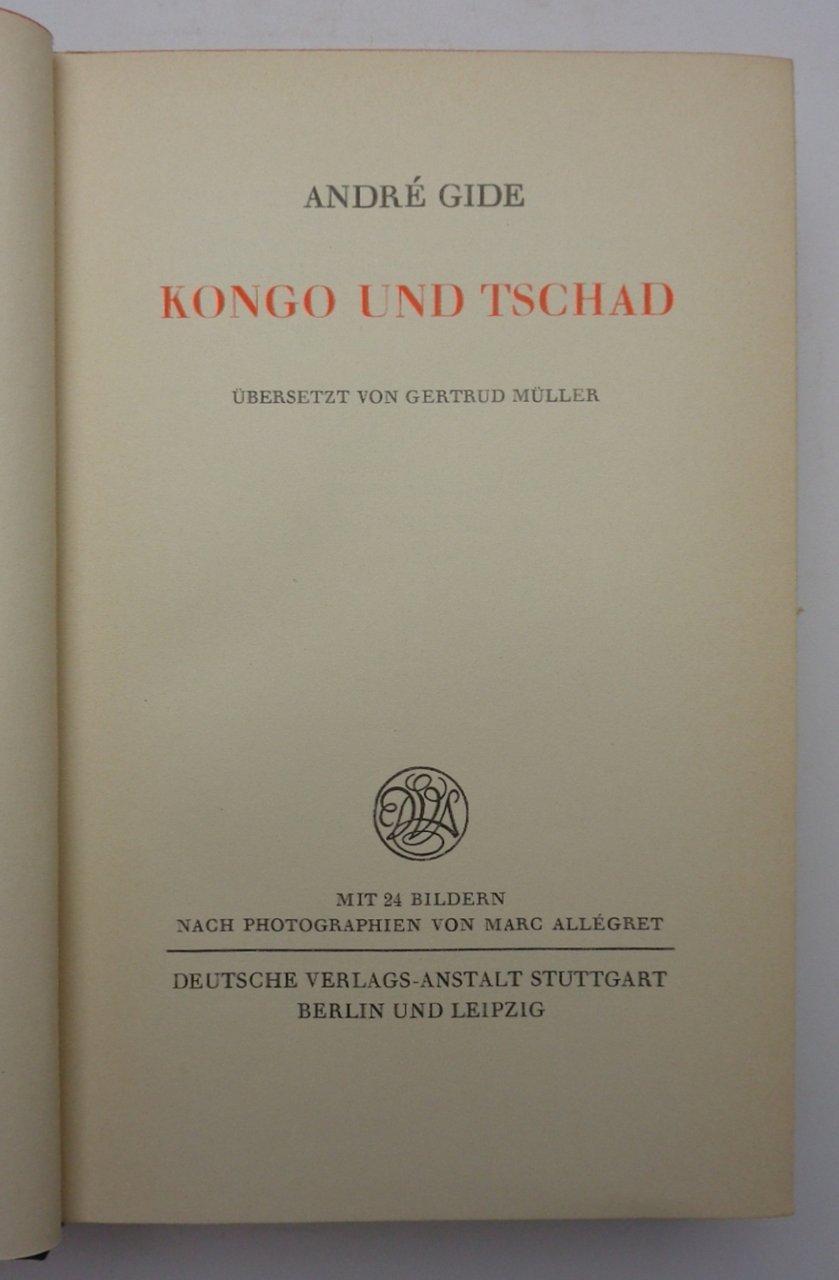 ANDRÉ GIDE
KONGO UND TSCHAD
ÜBERSETZT VON GERTRUD MÜLLER
DVA
MIT 24 BILDERN
NACH PHOTOGRAPHIEN VON MARC ALLÉGRET
DEUTSCHE VERLAGS-ANSTALT STUTTGART
BERLIN UND LEIPZIG